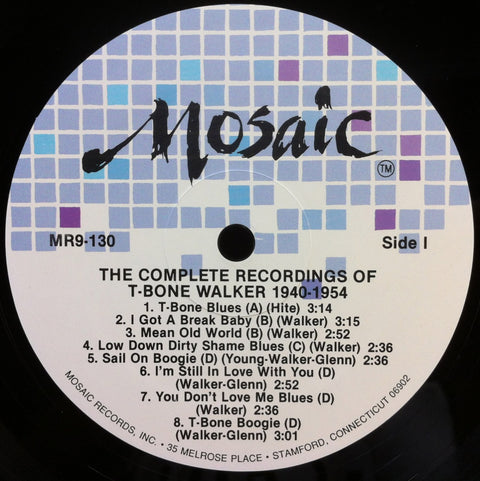 Mosaic
TM
MR9-130
Side I
THE COMPLETE RECORDINGS OF
T-BONE WALKER 1940-1954
1. T-Bone Blues (A) (Hite) 3:14
2. I Got A Break Baby (B) (Walker) 3:15
3. Mean Old World (B) (Walker) 2:52
4. Low Down Dirty Shame Blues (C) (Walker) 2:36
5. Sail On Boogie (D) (Young-Walker-Glenn) 2:36
6. I'm Still In Love With You (D)
(Walker-Glenn) 2:52
7. You Don't Love Me Blues (D)
(Walker) 2:36
8. T-Bone Boogie (D)
(Walker-Glenn) 3:01
MOSAIC RECORDS, INC. • 35 MELROSE PLACE • STAMFORD, CONNECTICUT 06902